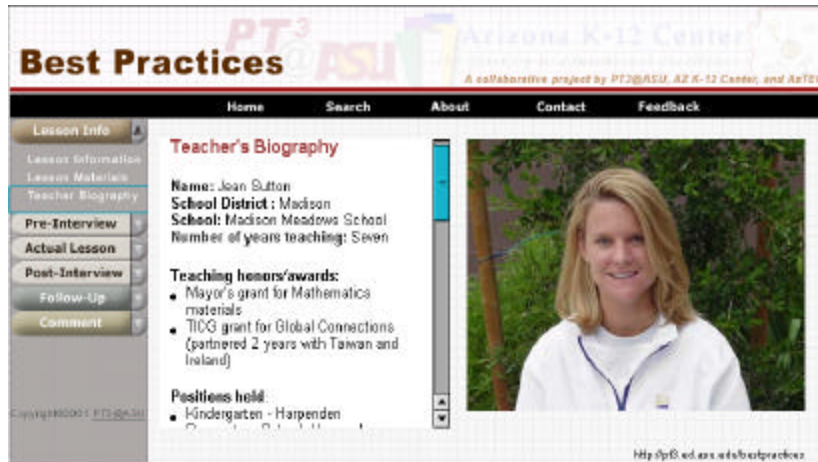 PT3
@ASU
Arizona K-12 Center
Best Practices
A collaborative project by PT3@ASU, AZ K-12 Center, and AzTE
Home Search About Contact Feedback
Lesson Info
Lesson Information
Lesson Materials
Teacher Biography
Pre-Interview
Actual Lesson
Post-Interview
Follow-Up
Comment
Teacher's Biography
Name: Jean Sutton
School District : Madison
School: Madison Meadows School
Number of years teaching: Seven
Teaching honors/awards:
Mayor's grant for Mathematics
materials
TICG grant for Global Connections
(partnered 2 years with Taiwan and
Ireland)
Positions held:
Kindergarten - Harpenden
PT3@ASU
http://pt3.ed.asu.edu/bestpractices